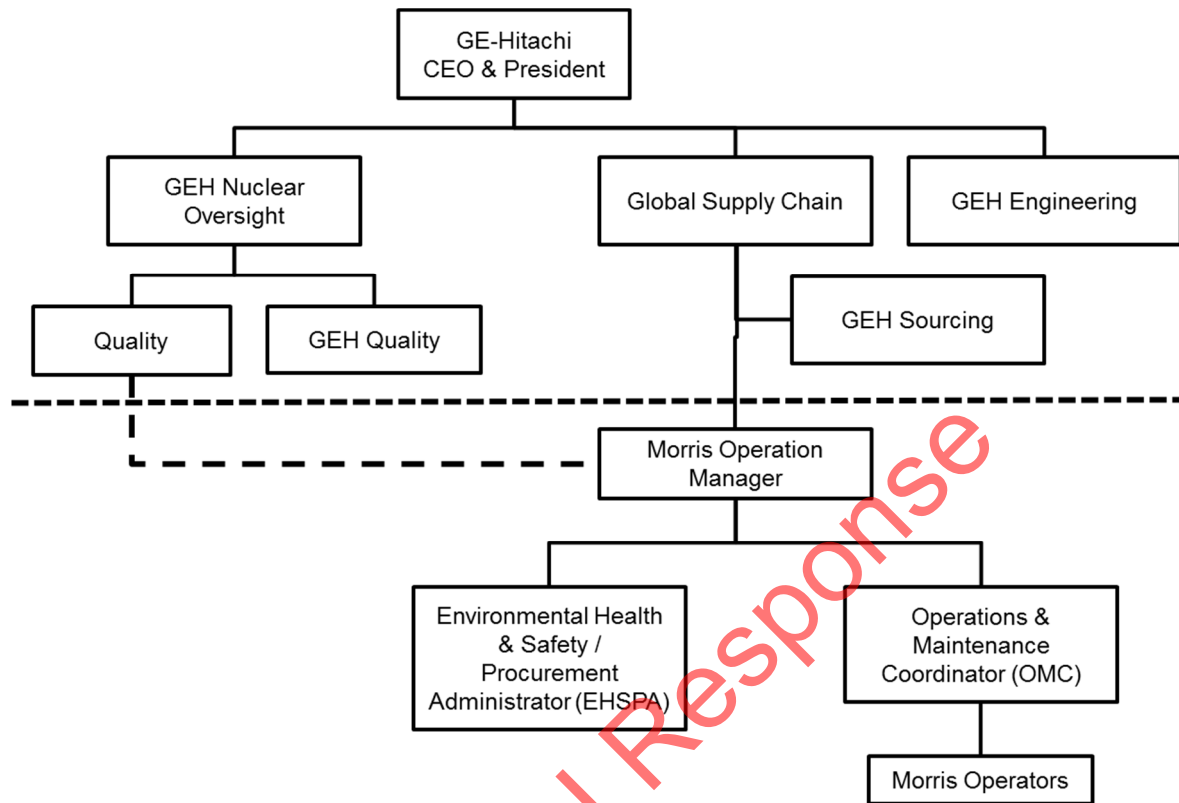 GE-Hitachi
CEO & President
GEH Nuclear
Oversight
Global Supply Chain
GEH Engineering
Quality
GEH Quality
GEH Sourcing
Morris Operation
Manager
Environmental Health
& Safety /
Procurement
Administrator (EHSPA)
Operations &
Maintenance
Coordinator (OMC)
Morris Operators
Response